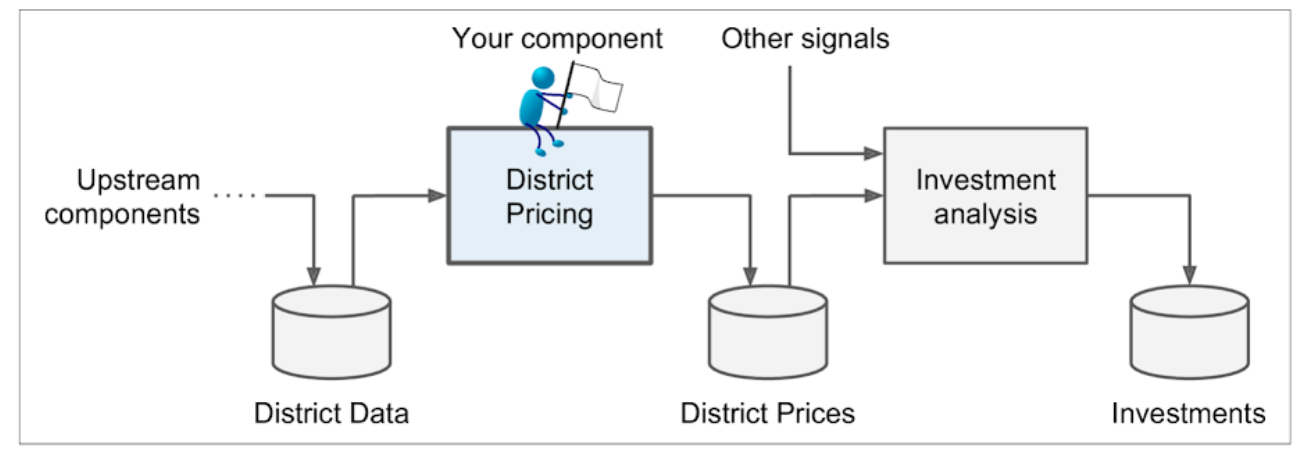 Your component
Other signals
Upstream
components
District
Pricing
Investment
analysis
District Data
District Prices
Investments